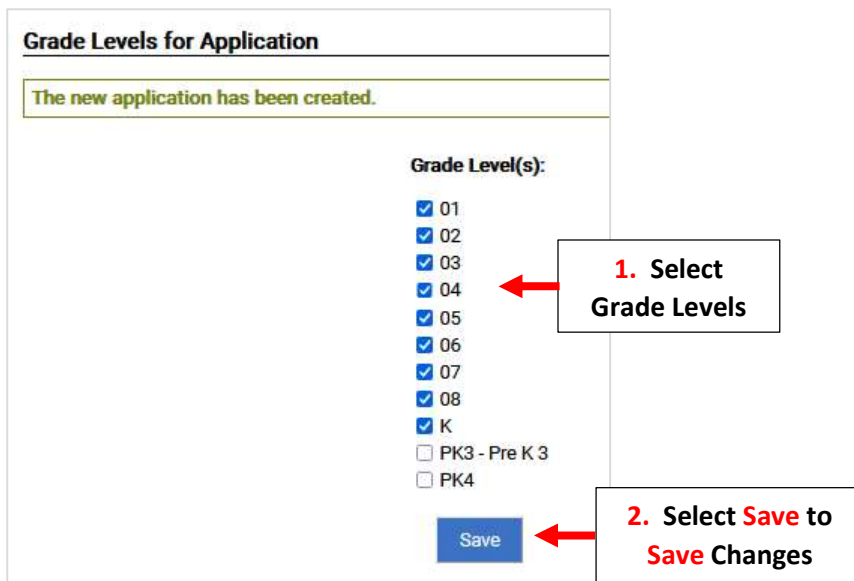 Grade Levels for Application
The new application has been created.
Grade Level(s):
01
02
03
04
05
06
07
08
K
PK3 - Pre K 3
PK4
1. Select
Grade Levels
Save
2. Select Save to
Save Changes